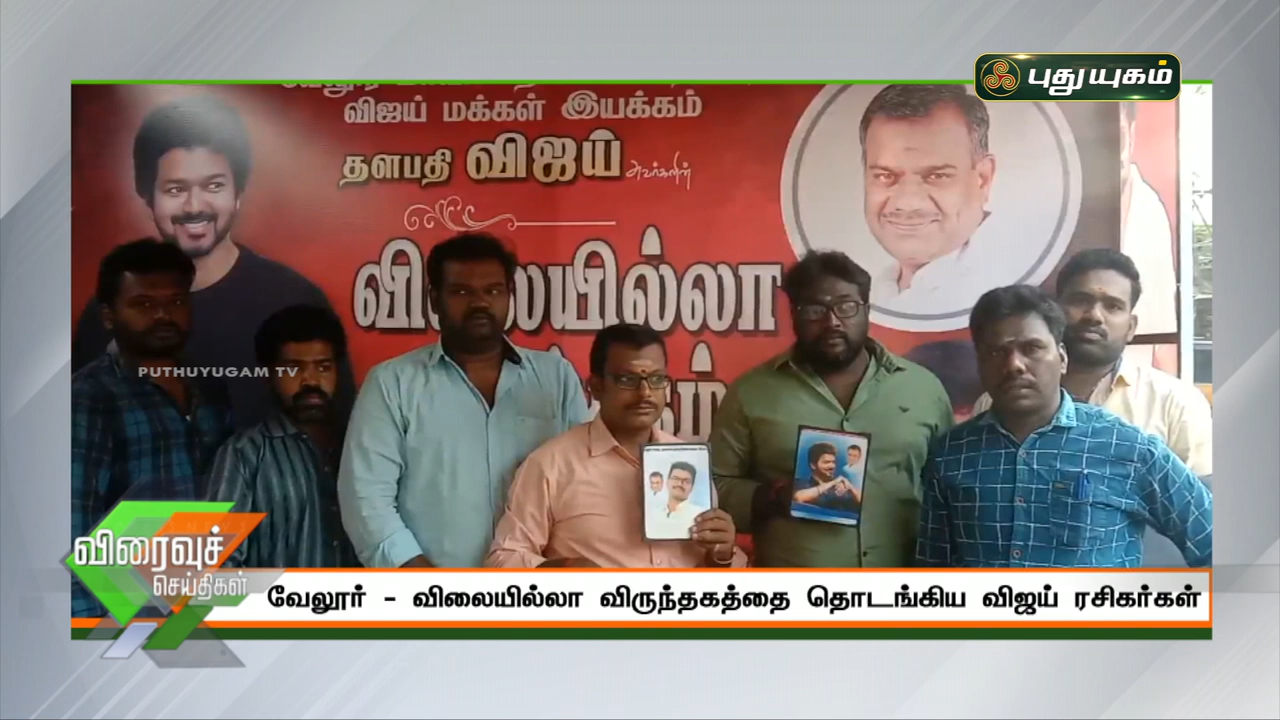 புதுயுகம்
விஜய் மக்கள் இயக்கம்
தளபதி விஜய் அவர்களின்
விலையில்லா
PUTHUYUGAM TV
விரைவுச்
செய்திகள்
வேலூர் - விலையில்லா விருந்தகத்தை தொடங்கிய விஜய் ரசிகர்கள்